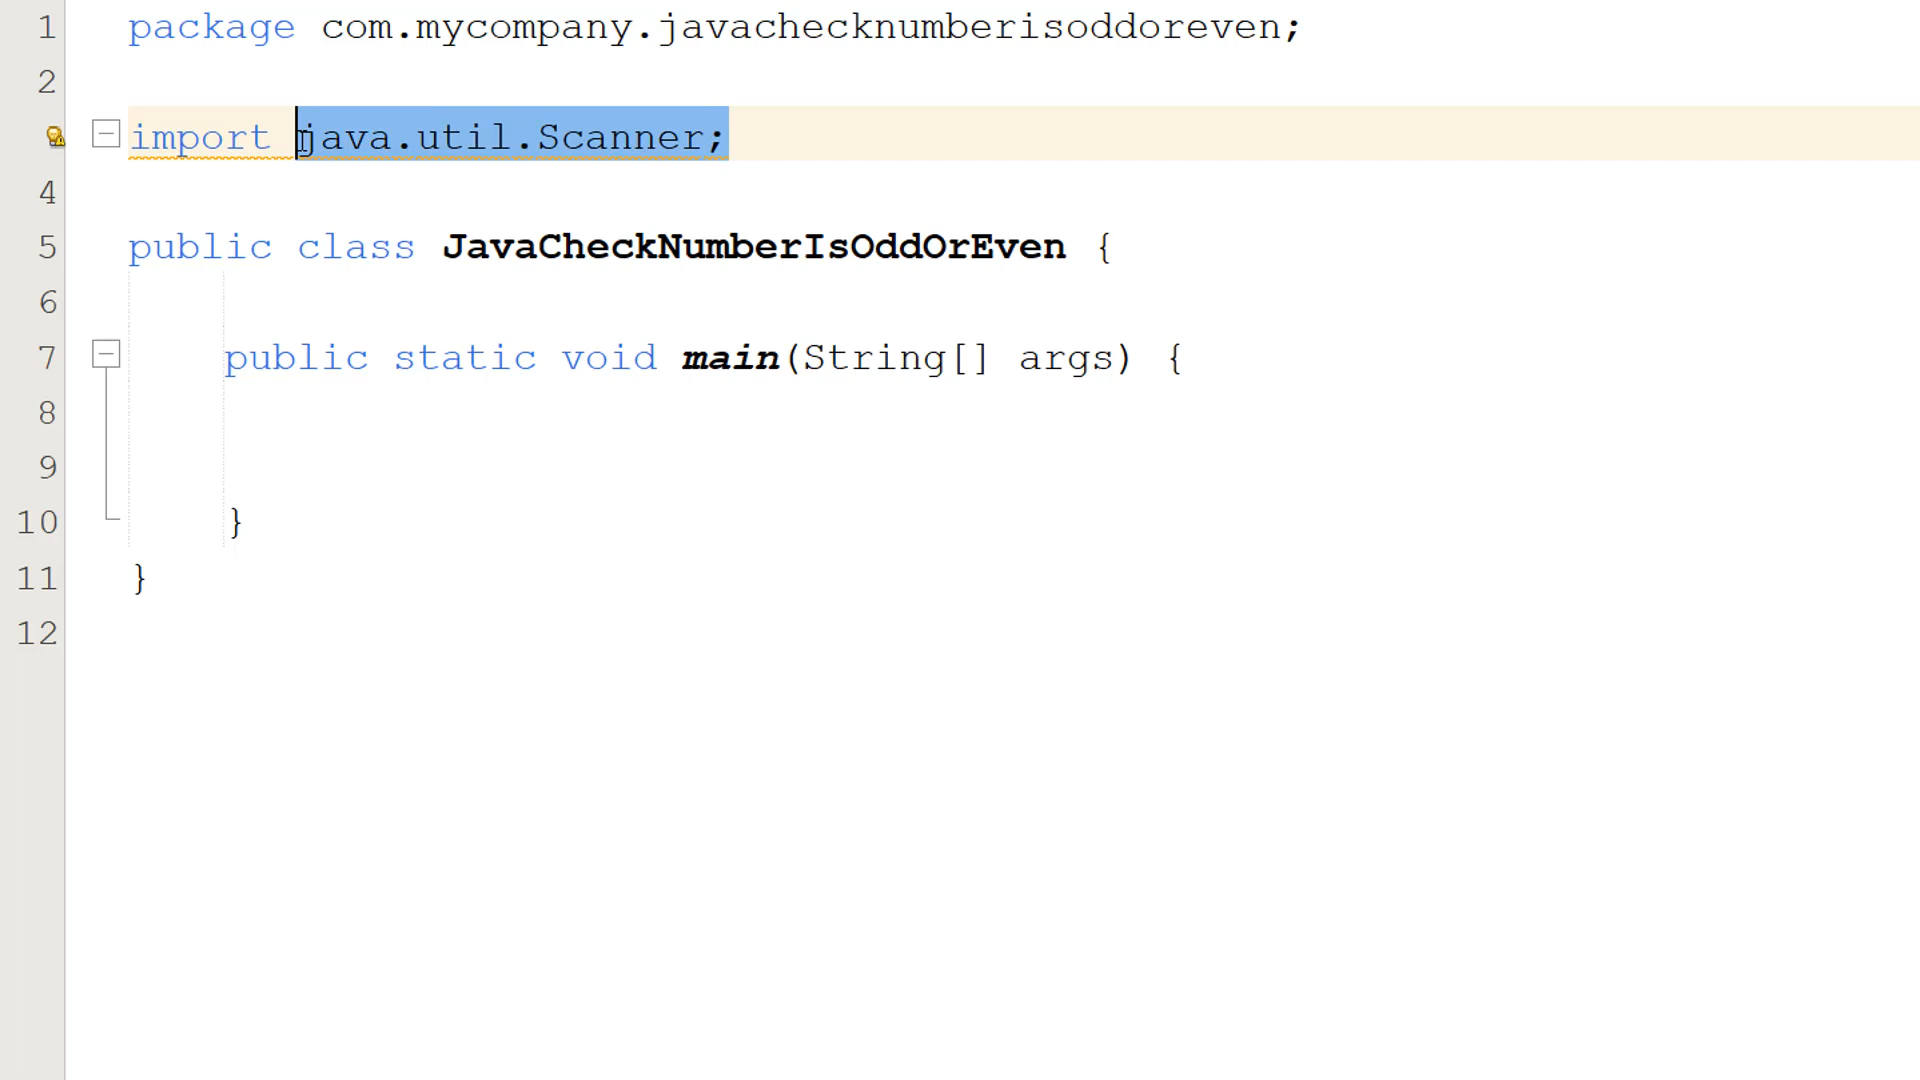 1 package com.mycompany.javachecknumberisoddoreven;
2
import java.util.Scanner;
4
5 public class JavaCheckNumberIsOddOrEven {
6
7 public static void main(String[] args) {
8
9
10 }
11 }
12